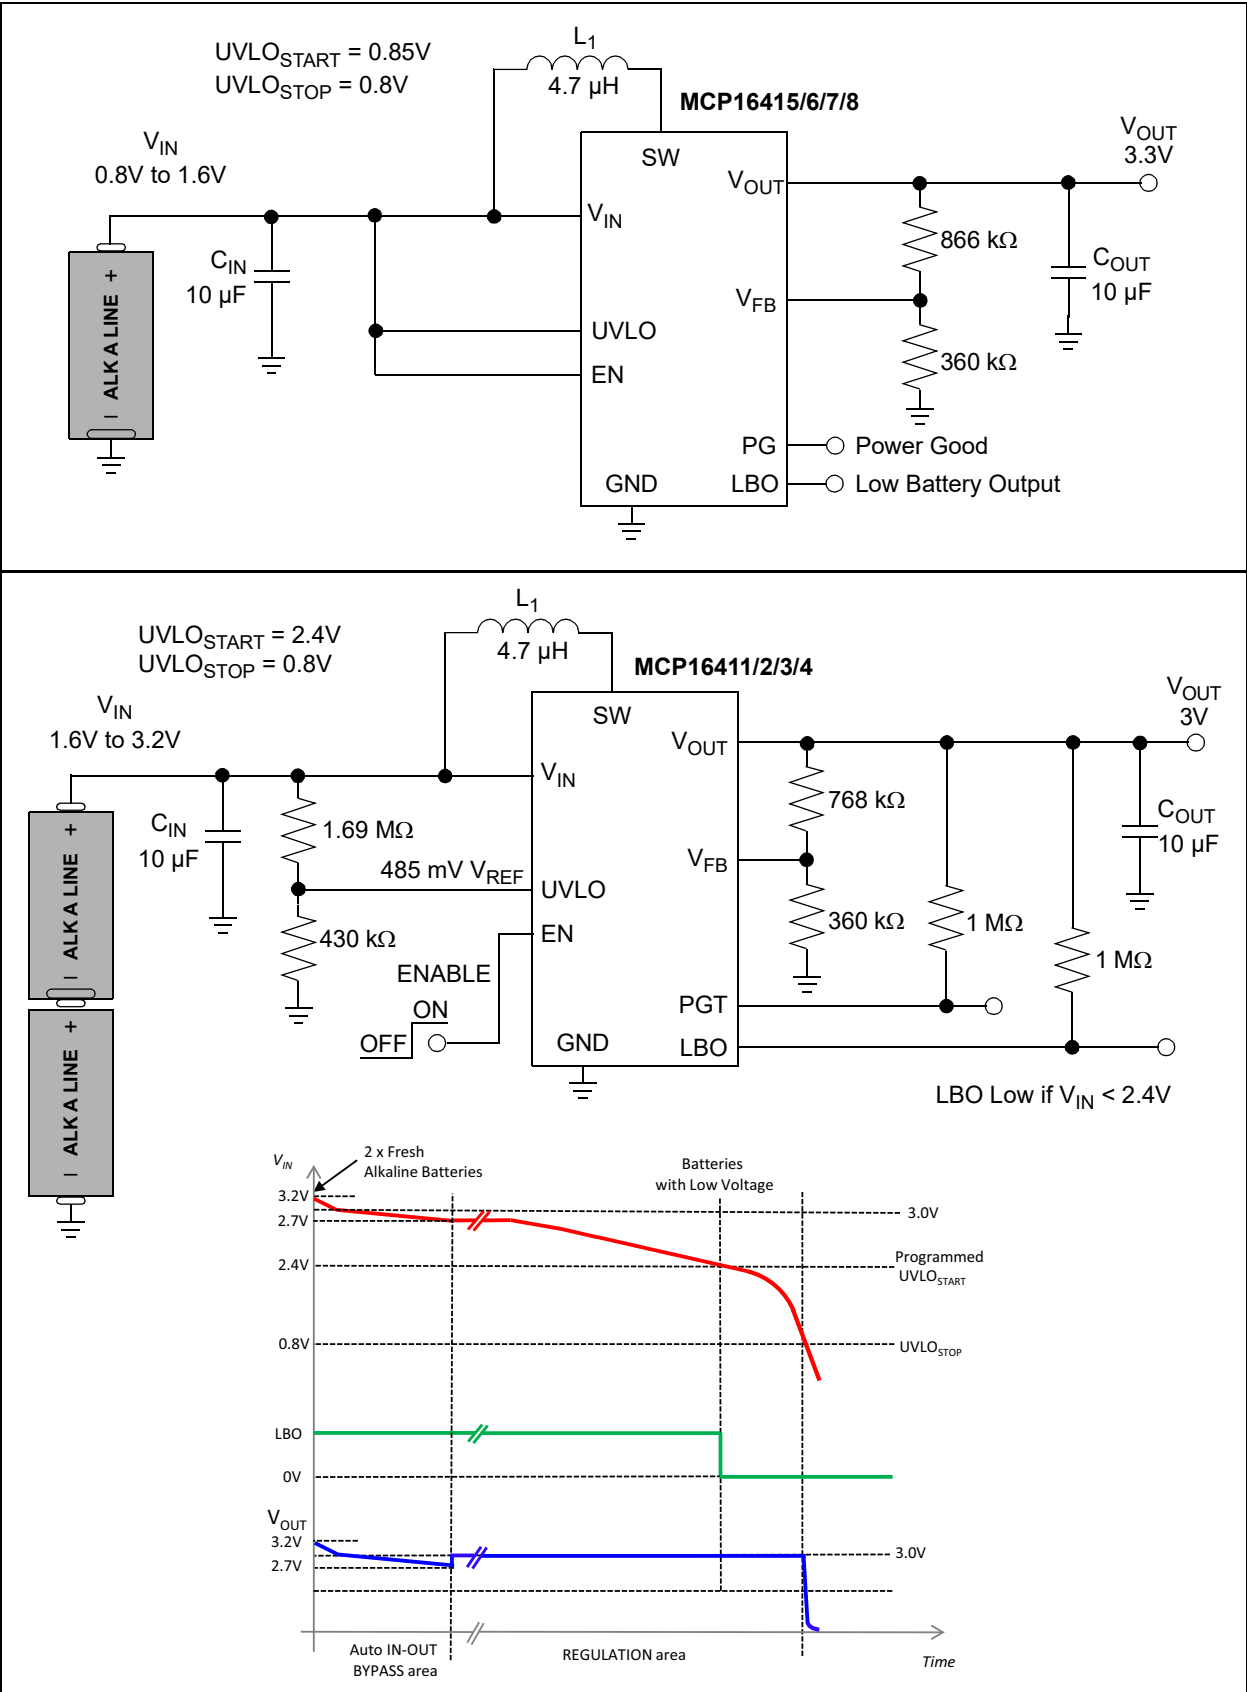 UVLOSTART = 0.85V
UVLOSTOP = 0.8V
L1
4.7 µH
MCP16415/6/7/8
VIN
0.8V to 1.6V
SW
VOUT
VOUT
3.3V
VIN
CIN
10 µF
866 kΩ
COUT
10 µF
VFB
ALKALINE
+
–
UVLO
EN
360 kΩ
PG
Power Good
GND
LBO
Low Battery Output
L1
4.7 µH
UVLOSTART = 2.4V
UVLOSTOP = 0.8V
MCP16411/2/3/4
VIN
1.6V to 3.2V
SW
VOUT
VOUT
3V
VIN
CIN
10 µF
1.69 MΩ
768 kΩ
COUT
10 µF
485 mV VREF
UVLO
VFB
+
ALKALINE
–
430 kΩ
EN
360 kΩ
1 MΩ
1 MΩ
ENABLE
ON
OFF
PGT
GND
LBO
+
ALKALINE
–
LBO Low if VIN < 2.4V
VIN
2 x Fresh
Alkaline Batteries
Batteries
with Low Voltage
3.2V
3.0V
2.7V
2.4V
Programmed
UVLOSTART
0.8V
UVLOSTOP
LBO
0V
VOUT
3.2V
3.0V
2.7V
Auto IN-OUT
BYPASS area
REGULATION area
Time